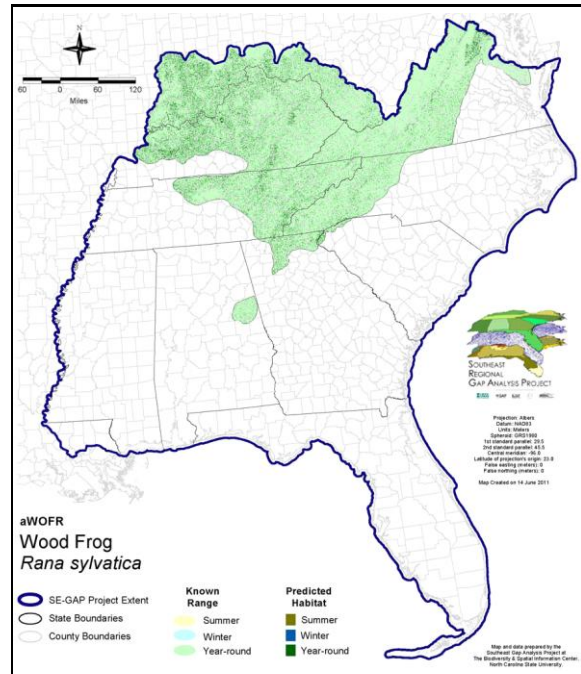 N
60 0 60 120
Miles
SOUTHEAST
REGIONAL
GAP ANALYSIS PROJECT
Projection: Albers
Datum: NAD83
Units: Meters
Spheroid: GRS1980
1st standard parallel: 29.5
2nd standard parallel: 45.5
Central meridian: -96.0
Latitude of projection's origin: 23.0
False easting (meters): 0
False northing (meters): 0
Map Created on 14 June 2011
aWOFR
Wood Frog
Rana sylvatica
SE-GAP Project Extent
State Boundaries
County Boundaries
Known
Range
Summer
Winter
Year-round
Predicted
Habitat
Summer
Winter
Year-round
Map and data prepared by the
Southeast Gap Analysis Project at
The Biodiversity & Spatial Information Center,
North Carolina State University.